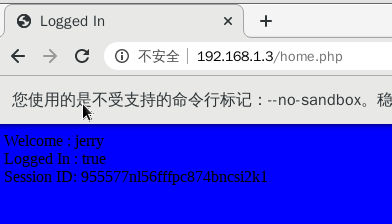 Logged In
不安全 192.168.1.3/home.php
您使用的是不受支持的命令行标记：--no-sandbox。稳
Welcome : jerry
Logged In : true
Session ID: 955577nl56fffpc874bncsi2k1